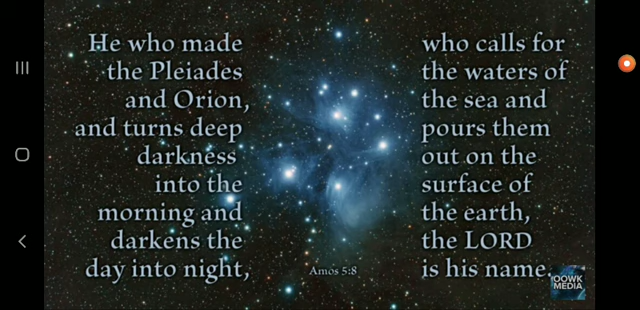 He who made
the Pleiades
and Orion,
and turns deep
darkness
into the
morning and
darkens the
day into night,
who calls for
the waters of
the sea and
pours them
out on the
surface of
the earth,
the LORD
is his name.
Amos 5:8
OOWK
MEDIA